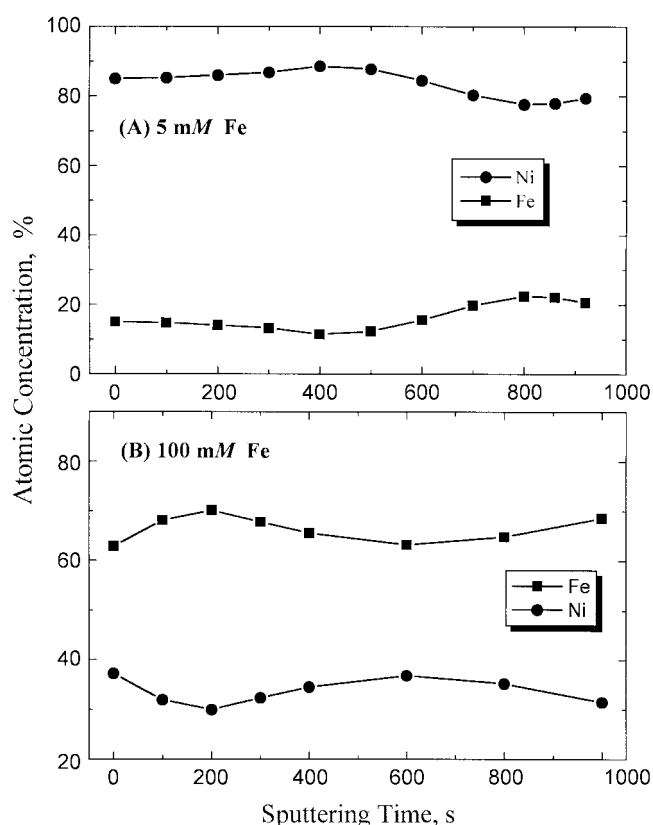 Atomic Concentration, %
100
80
60
40
20
0
(A) 5 mM Fe
Ni
Fe
0 200 400 600 800 1000
80
60
40
20
(B) 100 mM Fe
Fe
Ni
0 200 400 600 800 1000
Sputtering Time, s